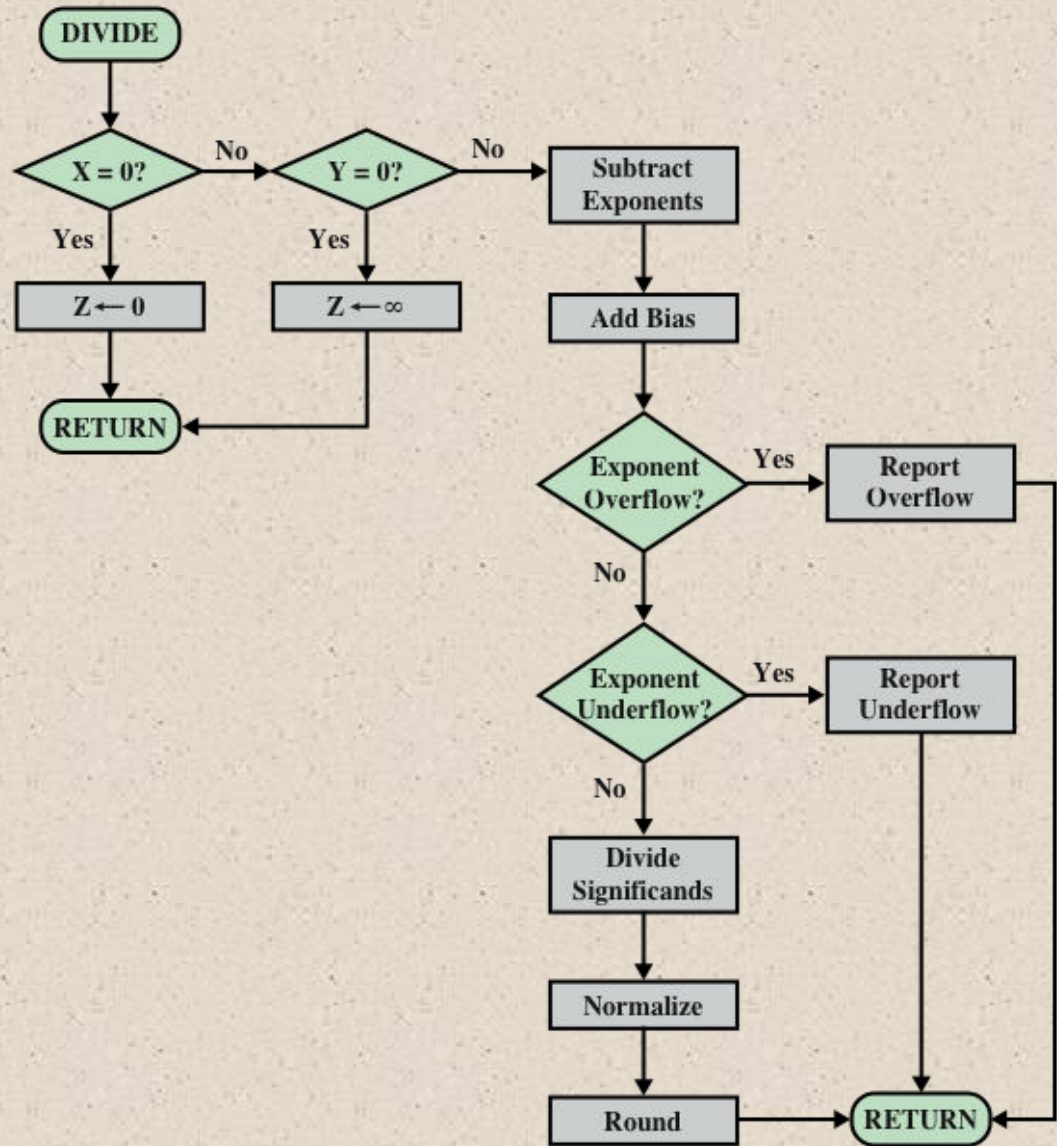 DIVIDE
X = 0?
No
Y = 0?
No
Subtract
Exponents
Yes
Yes
Z ← 0
Z ← ∞
Add Bias
RETURN
Exponent
Overflow?
Yes
Report
Overflow
No
Exponent
Underflow?
Yes
Report
Underflow
No
Divide
Significands
Normalize
Round
RETURN